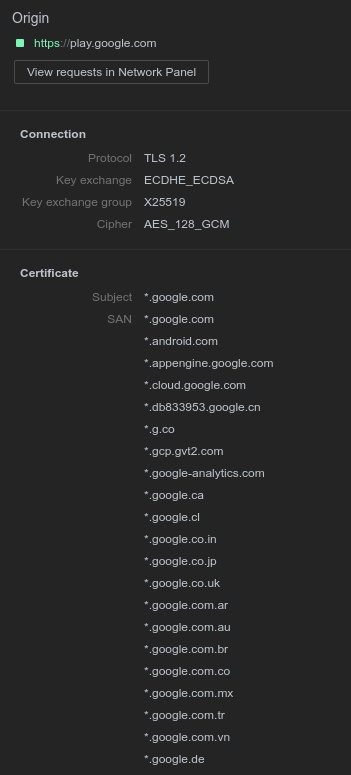 Origin
https://play.google.com
View requests in Network Panel
Connection
Protocol TLS 1.2
Key exchange ECDHE_ECDSA
Key exchange group X25519
Cipher AES_128_GCM
Certificate
Subject *.google.com
SAN *.google.com
*.android.com
*.appengine.google.com
*.cloud.google.com
*.db833953.google.cn
*.g.co
*.gcp.gvt2.com
*.google-analytics.com
*.google.ca
*.google.cl
*.google.co.in
*.google.co.jp
*.google.co.uk
*.google.com.ar
*.google.com.au
*.google.com.br
*.google.com.co
*.google.com.mx
*.google.com.tr
*.google.com.vn
*.google.de